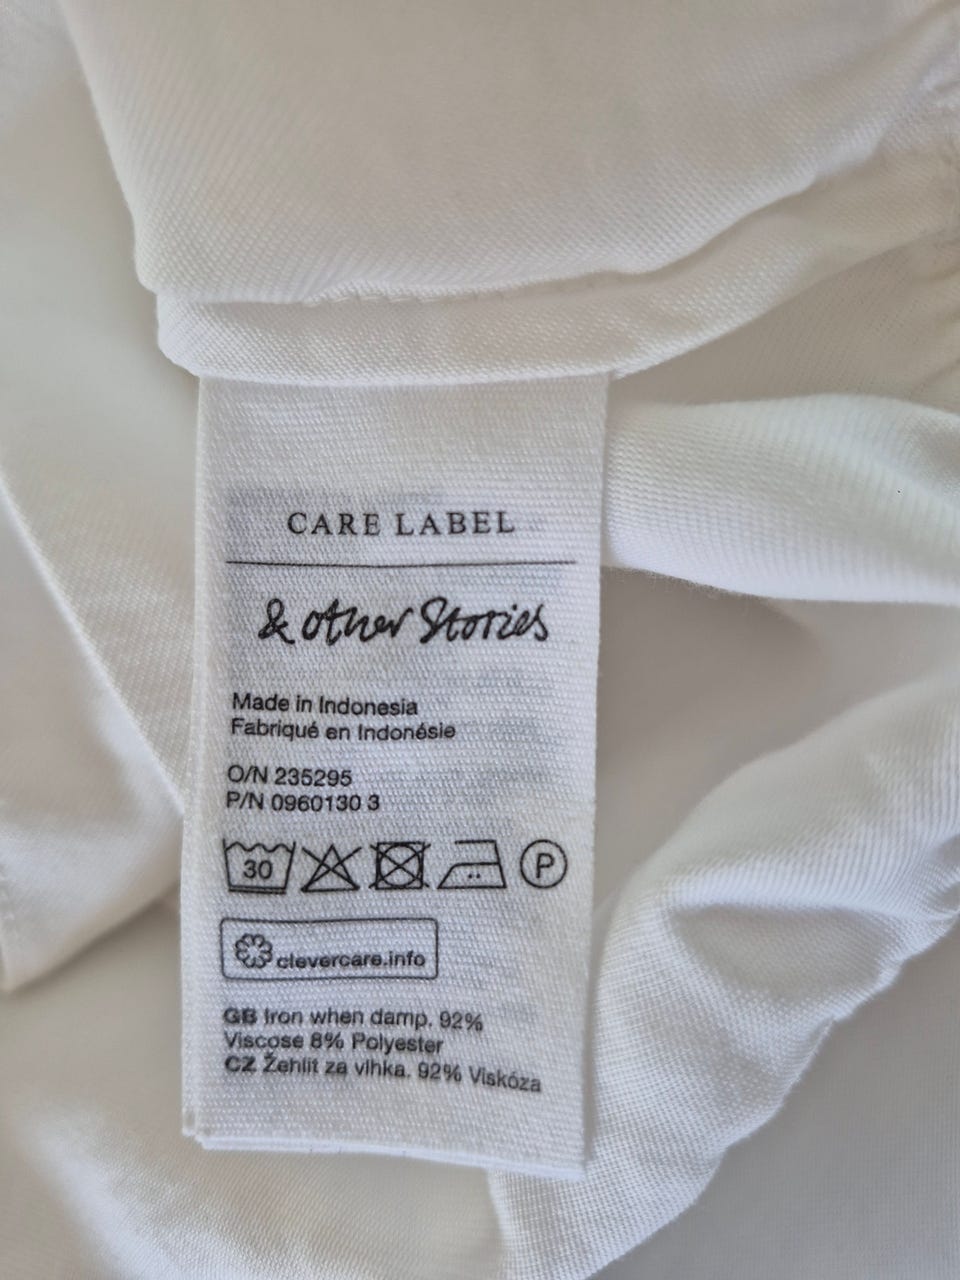 CARE LABEL
& other Stories
Made in Indonesia
Fabriqué en Indonésie
O/N 235295
P/N 0960130 3
30 P
clevercare.info
GB Iron when damp. 92%
Viscose 8% Polyester
CZ Žehlit za vlhka. 92% Viskóza